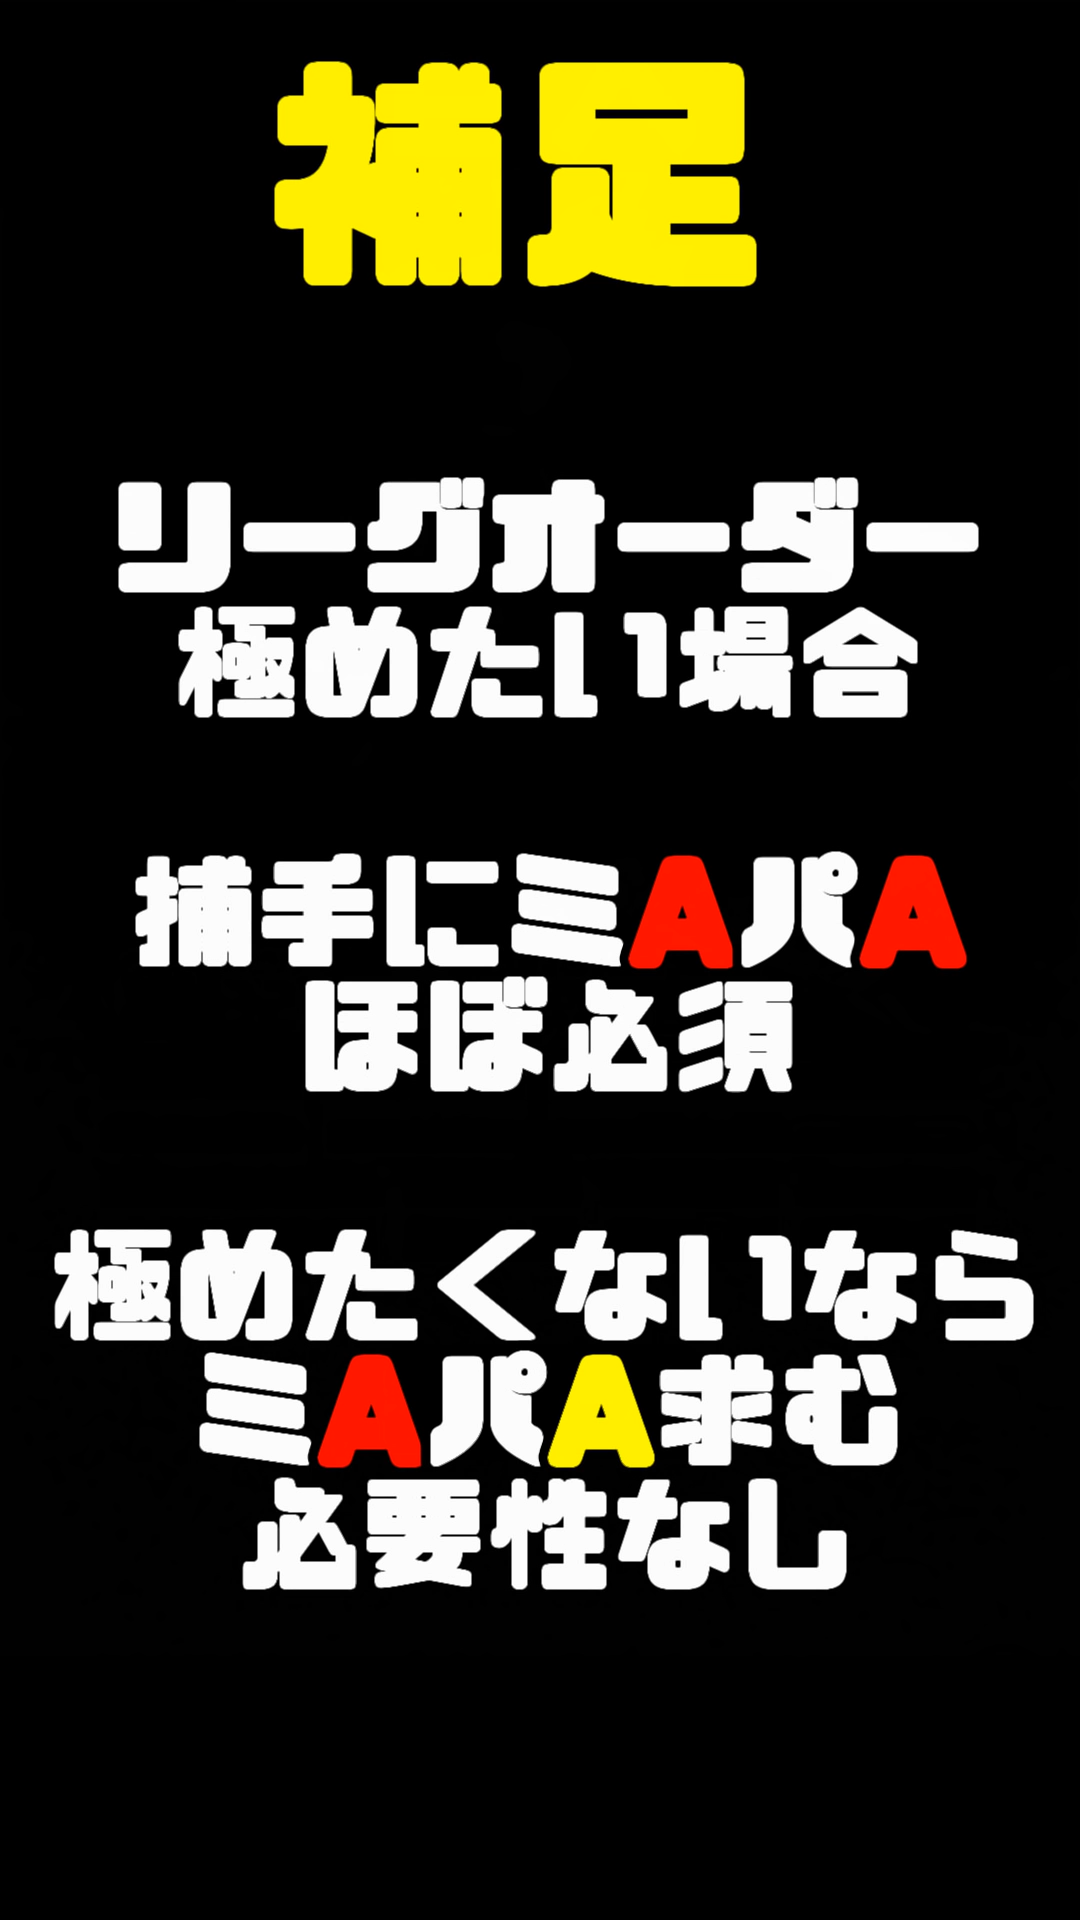 補足
リーグオーダー
極めたい場合
捕手にミAパA
ほぼ必須
極めたくないなら
ミAパA求む
必要性なし